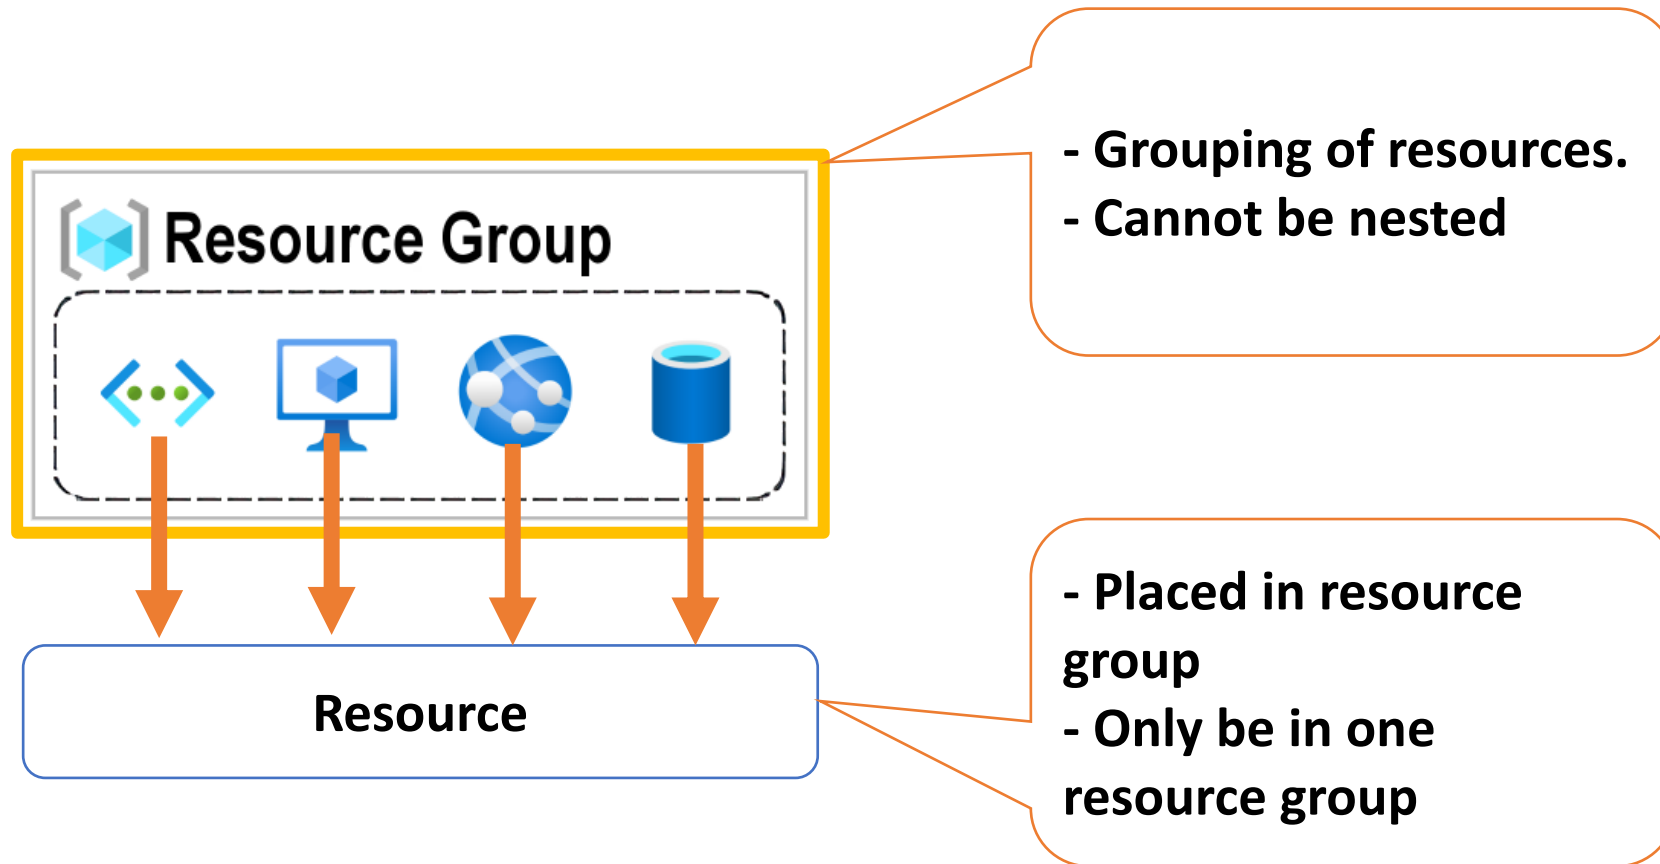 - Grouping of resources.
- Cannot be nested
Resource Group
- Placed in resource
group
- Only be in one
resource group
Resource